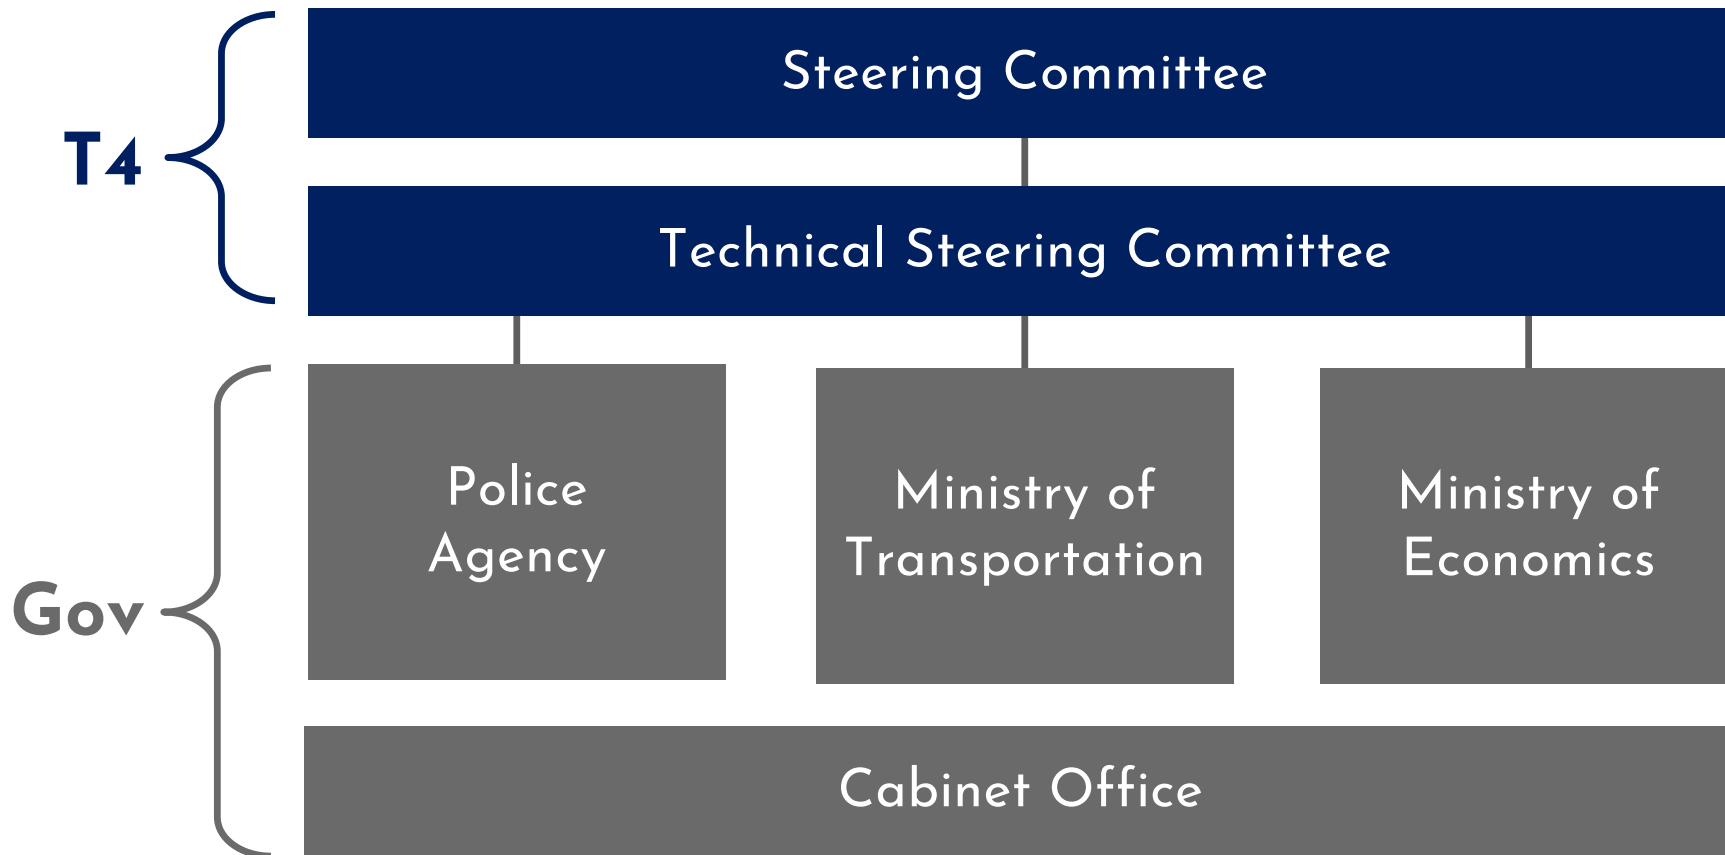 Steering Committee
T4
Technical Steering Committee
Police
Agency
Ministry of
Transportation
Ministry of
Economics
Gov
Cabinet Office